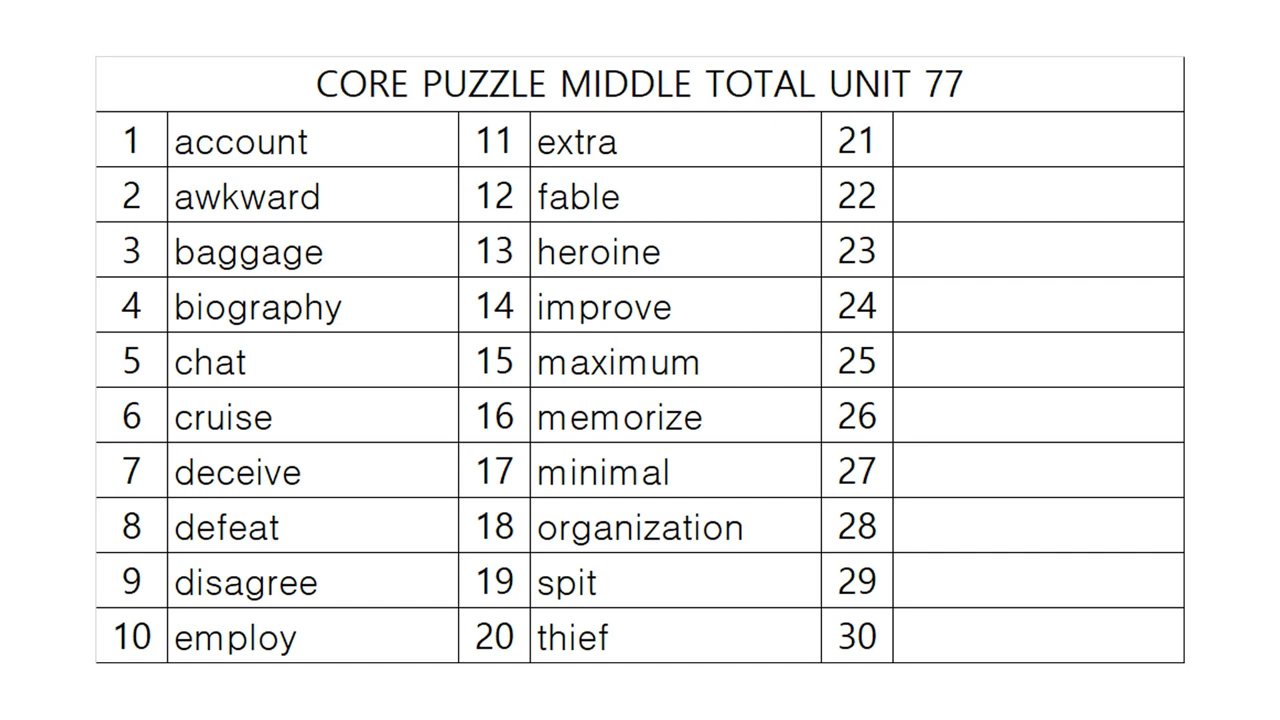 CORE PUZZLE MIDDLE TOTAL UNIT 77
1 account 11 extra 21
2 awkward 12 fable 22
3 baggage 13 heroine 23
4 biography 14 improve 24
5 chat 15 maximum 25
6 cruise 16 memorize 26
7 deceive 17 minimal 27
8 defeat 18 organization 28
9 disagree 19 spit 29
10 employ 20 thief 30